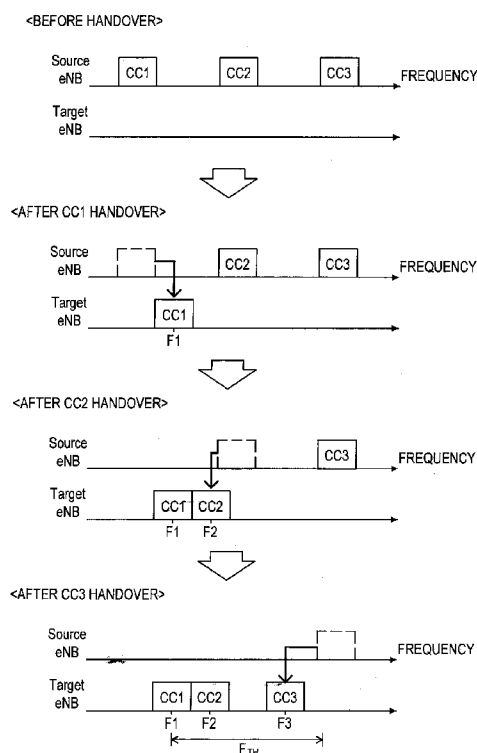 <BEFORE HANDOVER>
Source eNB
CC1 CC2 CC3
FREQUENCY
Target eNB
<AFTER CC1 HANDOVER>
Source eNB
CC2 CC3
FREQUENCY
Target eNB
CC1
F1
<AFTER CC2 HANDOVER>
Source eNB
CC3
FREQUENCY
Target eNB
CC1 CC2
F1 F2
<AFTER CC3 HANDOVER>
Source eNB
FREQUENCY
Target eNB
CC1 CC2 CC3
F1 F2 F3
FTH